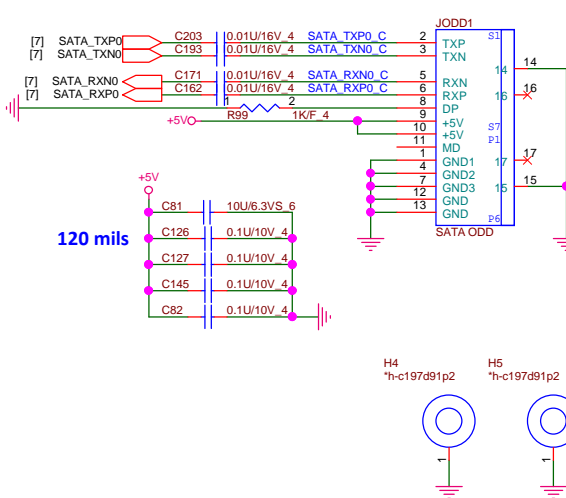 JODD1
[7] SATA_TXP0 C203 0.01U/16V_4 SATA_TXP0_C 2 TXP S1
[7] SATA_TXN0 C193 0.01U/16V_4 SATA_TXN0_C 3 TXN
14 14
[7] SATA_RXN0 C171 0.01U/16V_4 SATA_RXN0_C 5 RXN
[7] SATA_RXP0 C162 0.01U/16V_4 SATA_RXP0_C 6 RXP 16 16
1 2 8 DP
R99 1K/F_4
+5V 9 +5V S7
10 +5V P1
11 MD
1 GND1 17 17
4 GND2
7 GND3 15 15
12 GND
13 GND P6
SATA ODD
+5V
C81 10U/6.3VS_6
120 mils
C126 0.1U/10V_4
C127 0.1U/10V_4
C145 0.1U/10V_4
C82 0.1U/10V_4
H4 H5
*h-c197d91p2 *h-c197d91p2
1 1